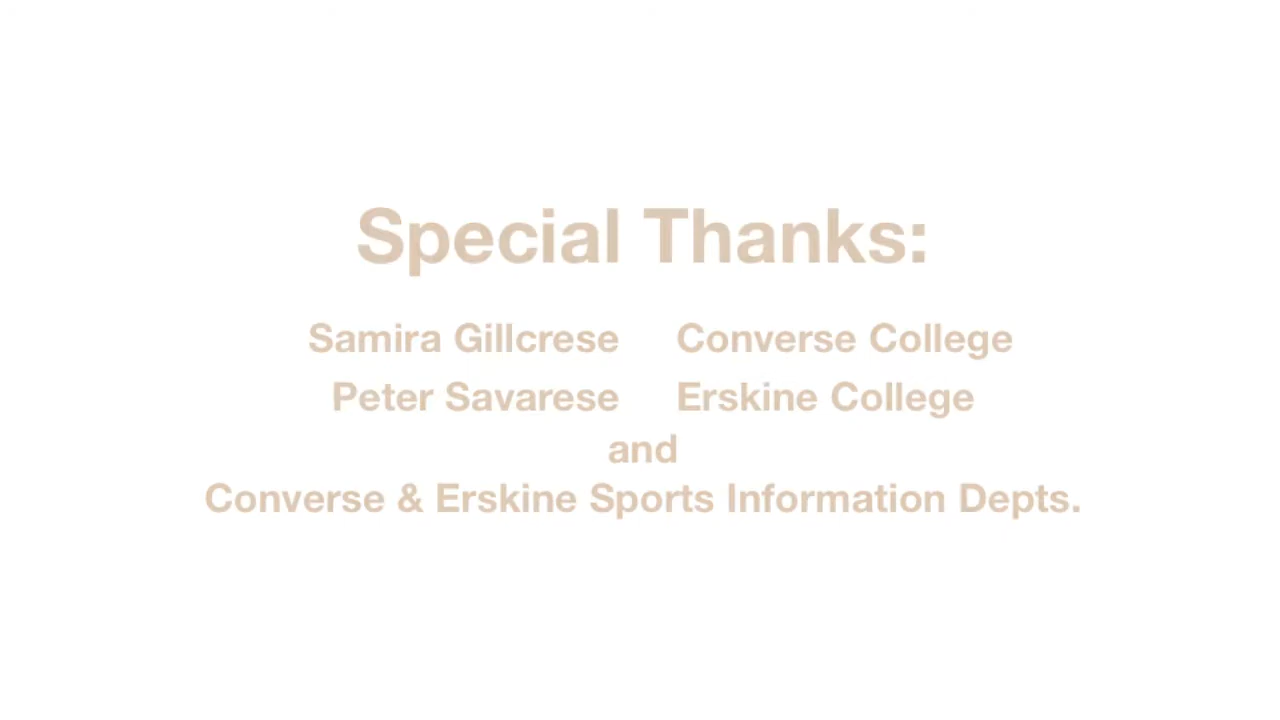 Special Thanks:
Samira Gillcrese Converse College
Peter Savarese Erskine College
and
Converse & Erskine Sports Information Depts.